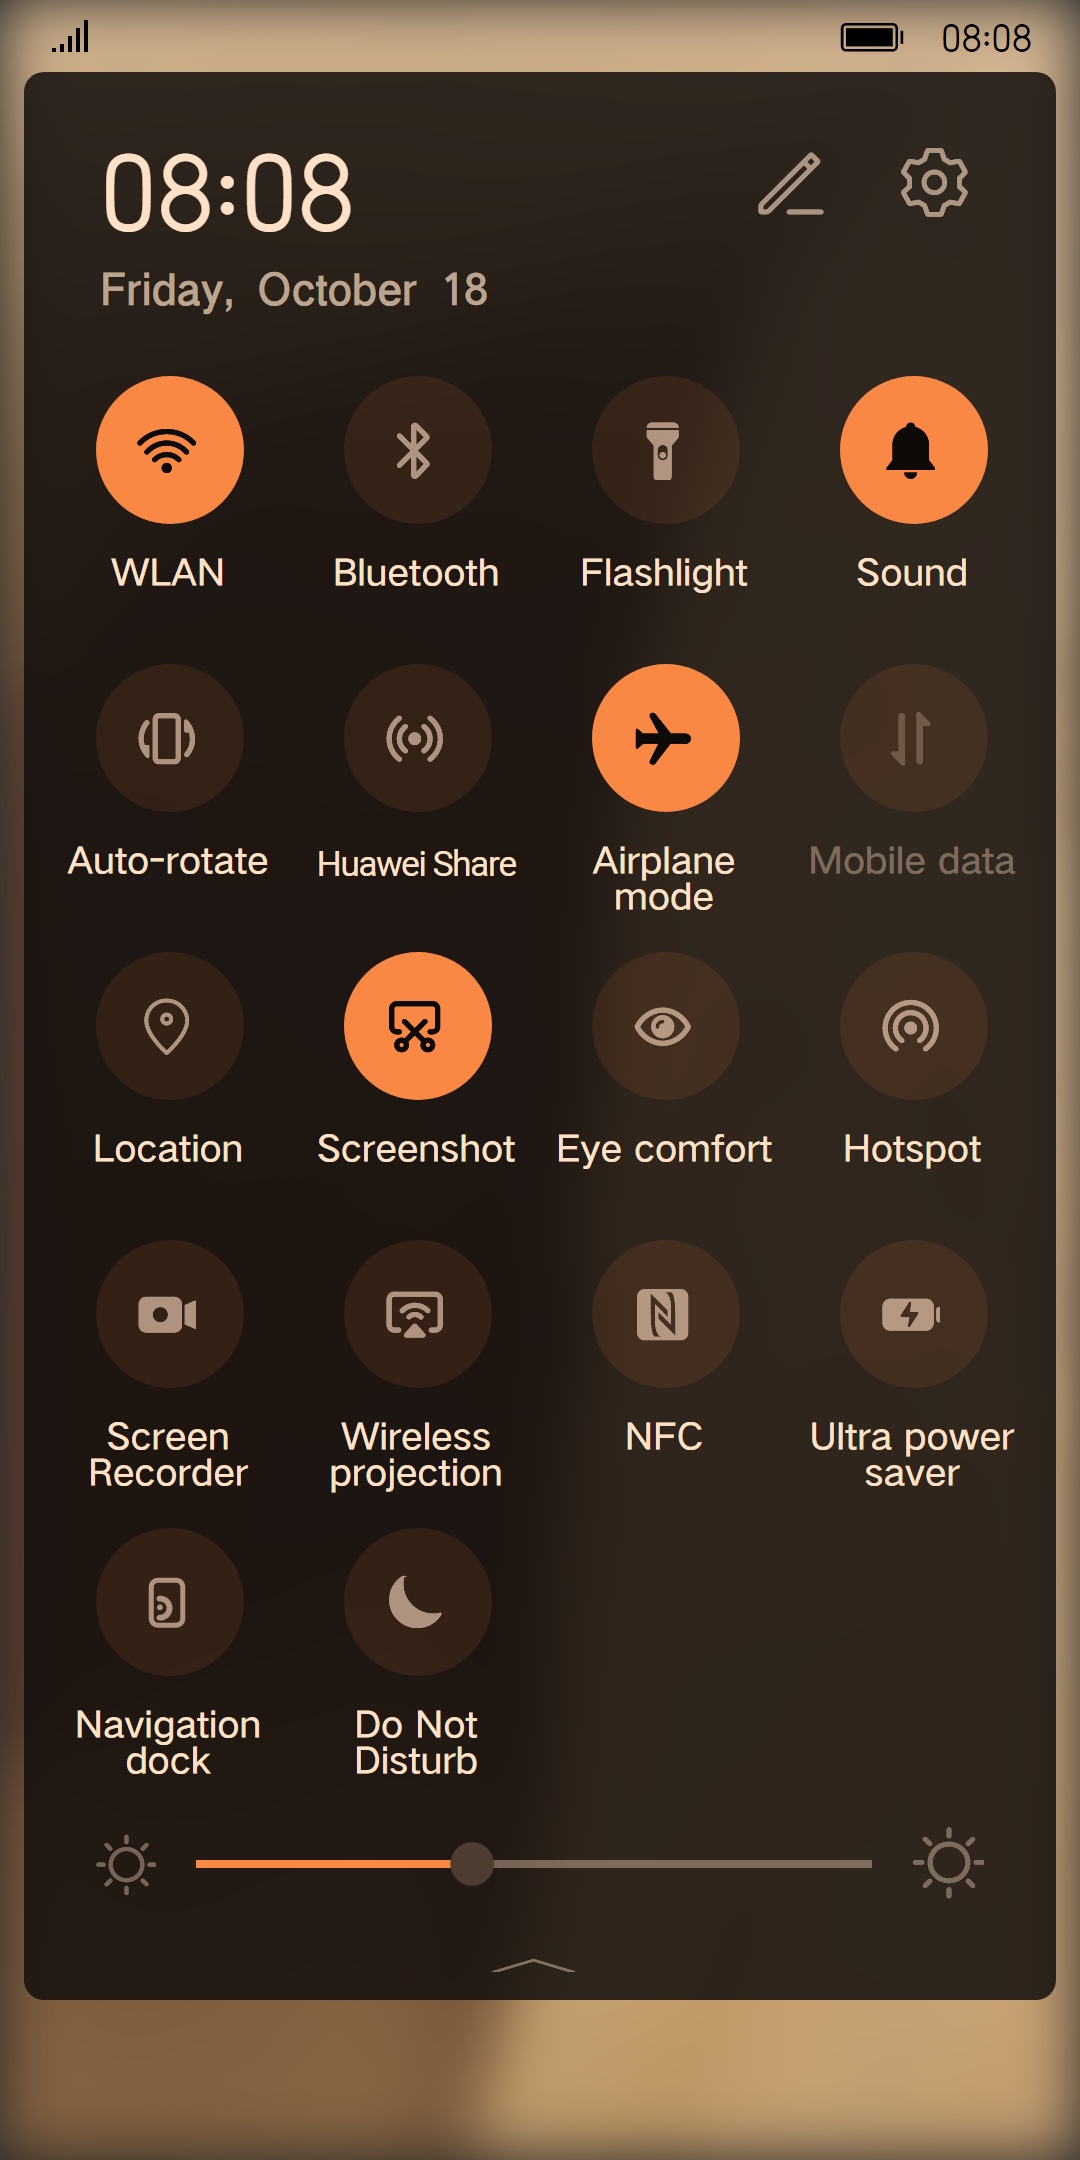 08:08
08:08
Friday, October 18
WLAN
Bluetooth
Flashlight
Sound
Auto-rotate
Huawei Share
Airplane
mode
Mobile data
Location
Screenshot
Eye comfort
Hotspot
Screen
Recorder
Wireless
projection
NFC
Ultra power
saver
Navigation
dock
Do Not
Disturb